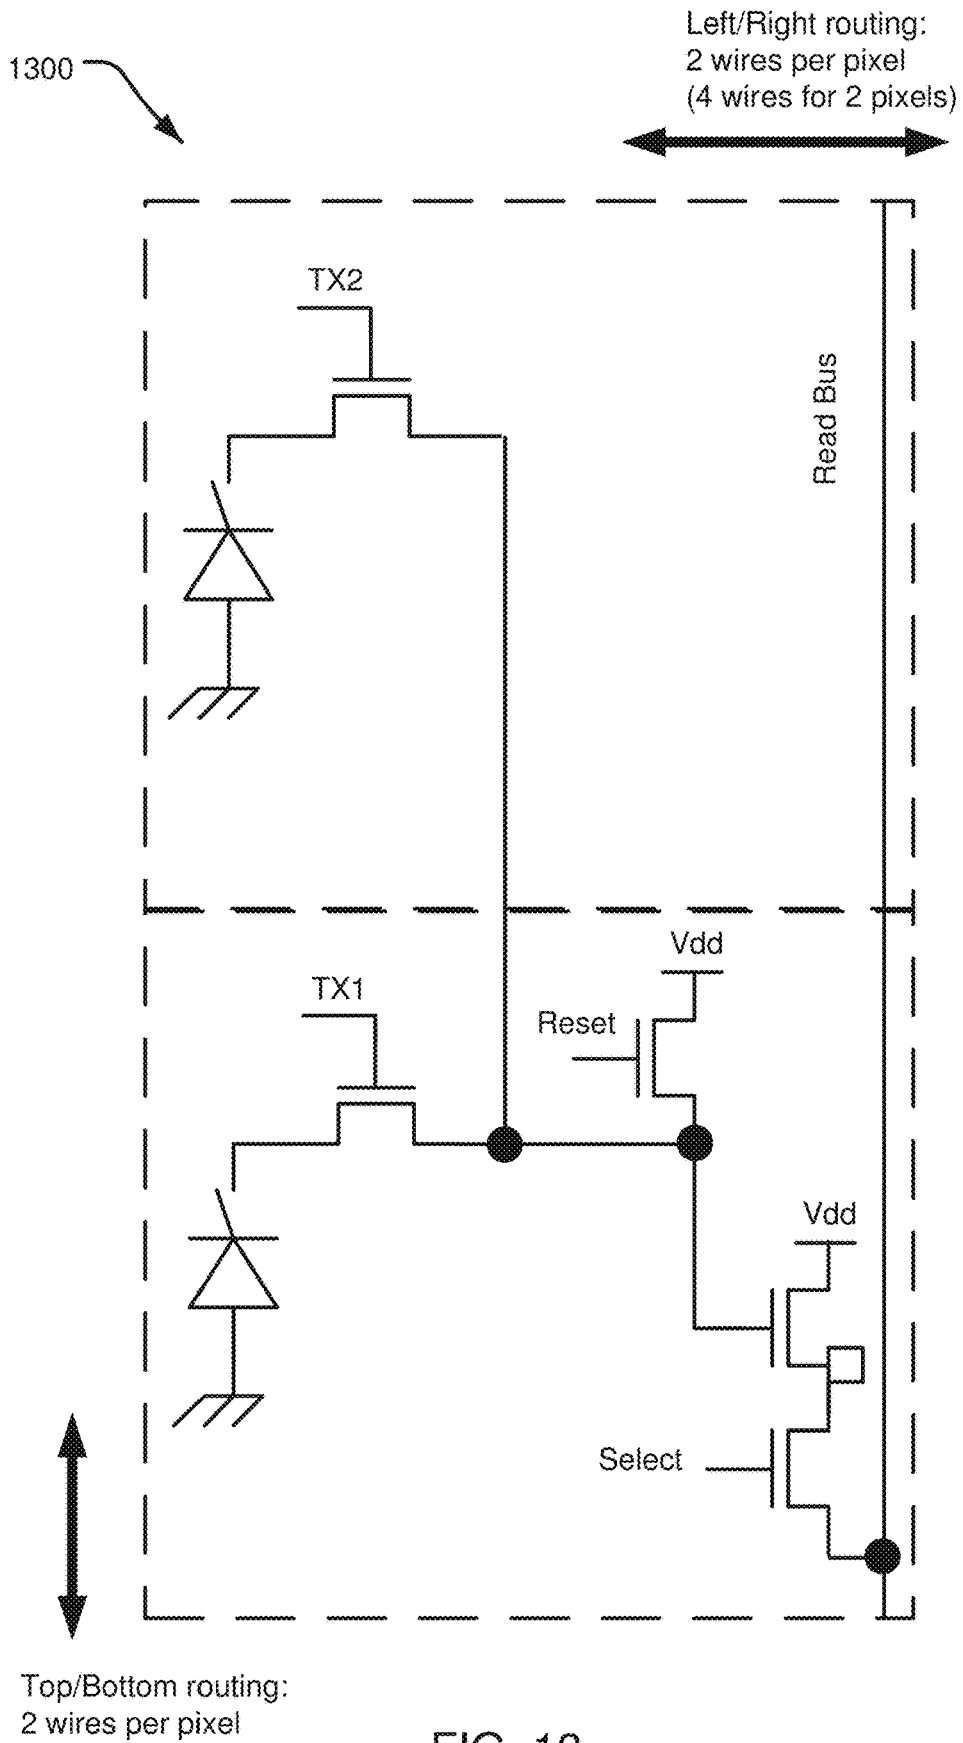 Left/Right routing:
2 wires per pixel
(4 wires for 2 pixels)
1300
TX2
Read Bus
Vdd
TX1
Reset
Vdd
Select
Top/Bottom routing:
2 wires per pixel
FIG.